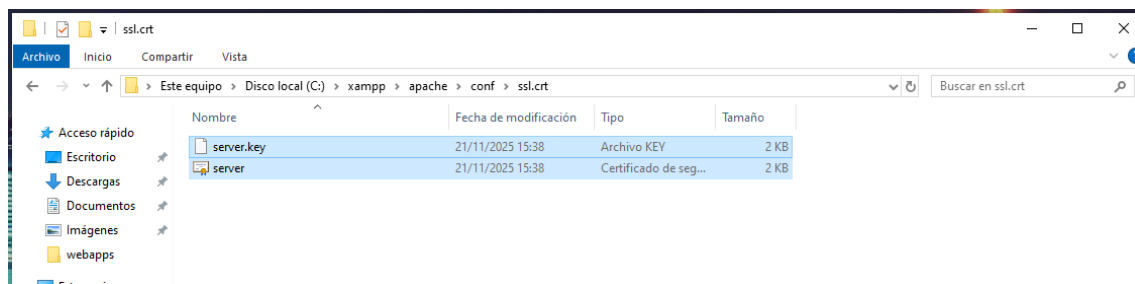 ssl.crt
Archivo Inicio Compartir Vista
Este equipo > Disco local (C:) > xampp > apache > conf > ssl.crt
Buscar en ssl.crt
Nombre Fecha de modificación Tipo Tamaño
Acceso rápido
Escritorio
Descargas
Documentos
Imágenes
webapps
server.key 21/11/2025 15:38 Archivo KEY 2 KB
server 21/11/2025 15:38 Certificado de seg... 2 KB